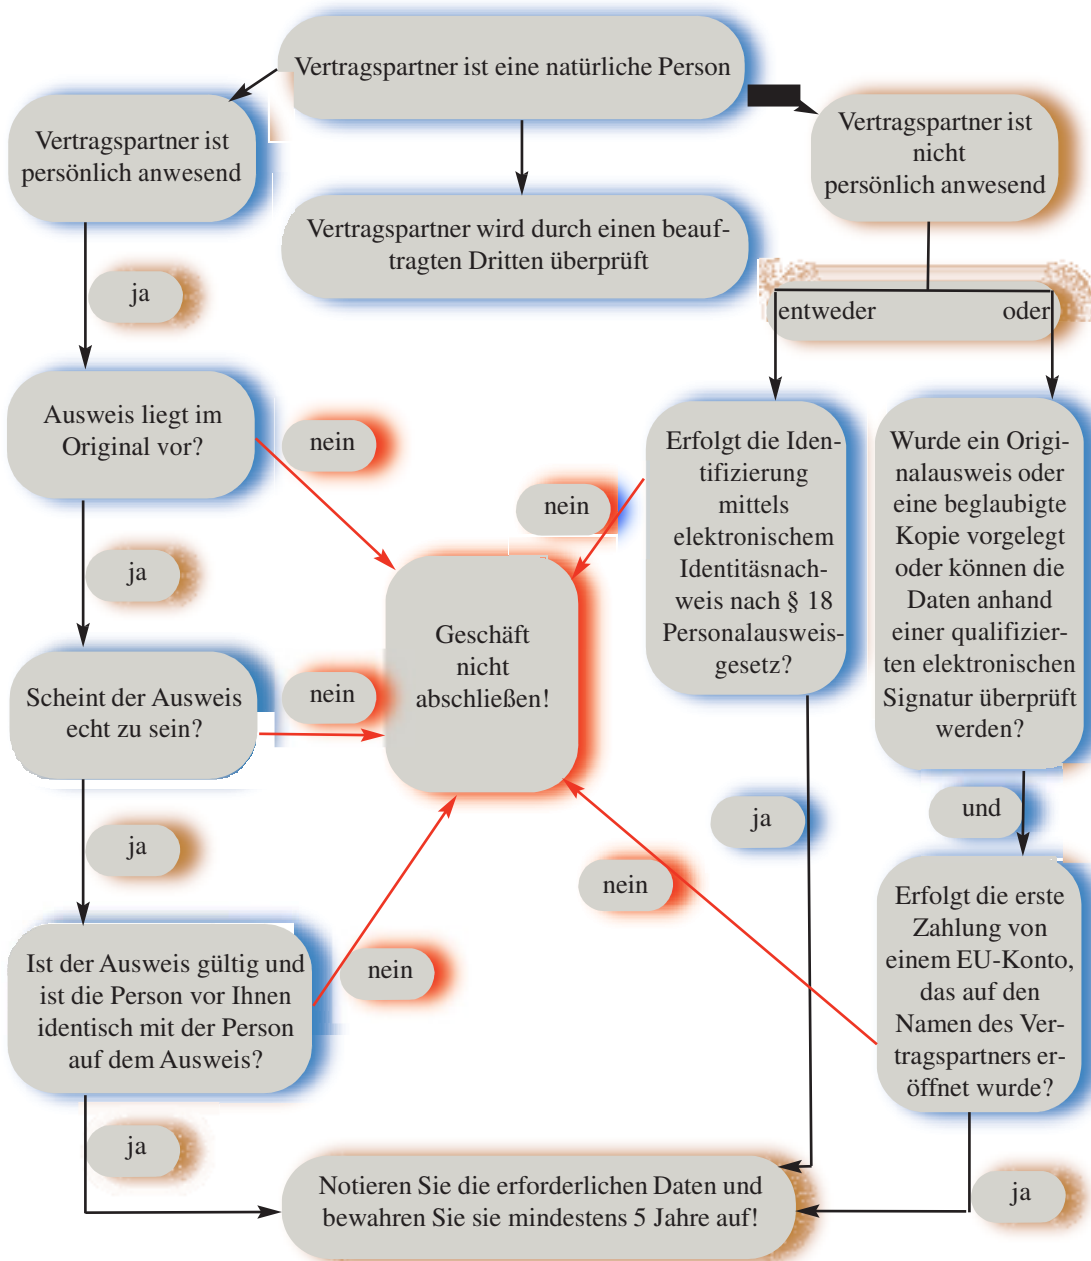 Vertragspartner ist eine natürliche Person
Vertragspartner ist
persönlich anwesend
Vertragspartner ist
nicht
persönlich anwesend
Vertragspartner wird durch einen beauf-
tragten Dritten überprüft
ja
entweder
oder
Ausweis liegt im
Original vor?
nein
Erfolgt die Iden-
tifizierung
mittels
elektronischem
Identitäsnach-
weis nach § 18
Personalausweis-
gesetz?
Wurde ein Origi-
nalausweis oder
eine beglaubigte
Kopie vorgelegt
oder können die
Daten anhand
einer qualifizier-
ten elektronischen
Signatur überprüft
werden?
nein
ja
Geschäft
nicht
abschließen!
Scheint der Ausweis
echt zu sein?
nein
ja
ja
und
nein
Erfolgt die erste
Zahlung von
einem EU-Konto,
das auf den
Namen des Ver-
tragspartners er-
öffnet wurde?
Ist der Ausweis gültig und
ist die Person vor Ihnen
identisch mit der Person
auf dem Ausweis?
nein
ja
ja
Notieren Sie die erforderlichen Daten und
bewahren Sie sie mindestens 5 Jahre auf!